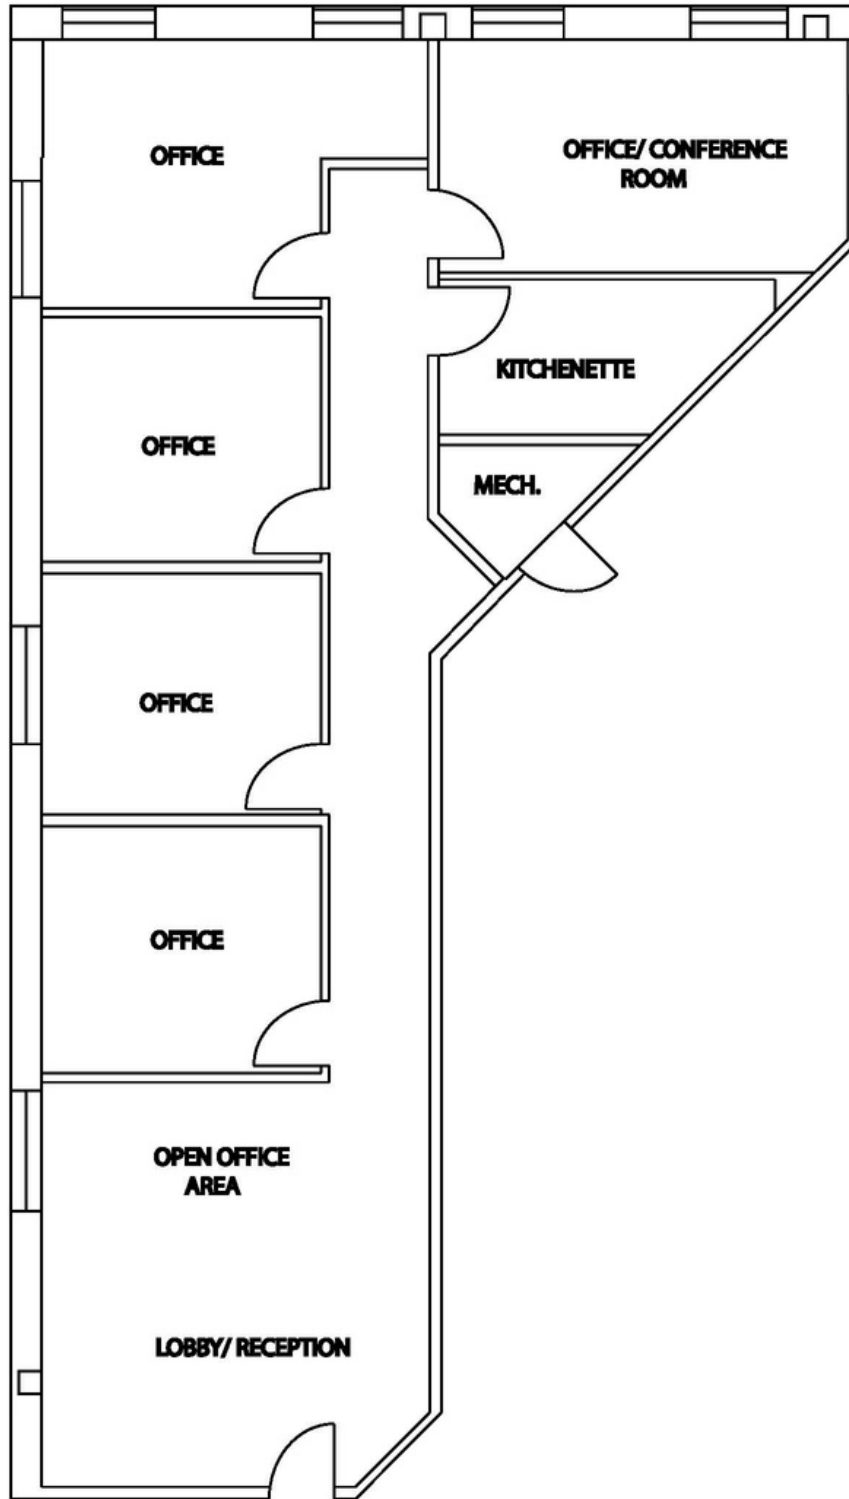 OFFICE
OFFICE/ CONFERENCE
ROOM
KITCHENETTE
OFFICE
MECH.
OFFICE
OFFICE
OPEN OFFICE
AREA
LOBBY/ RECEPTION